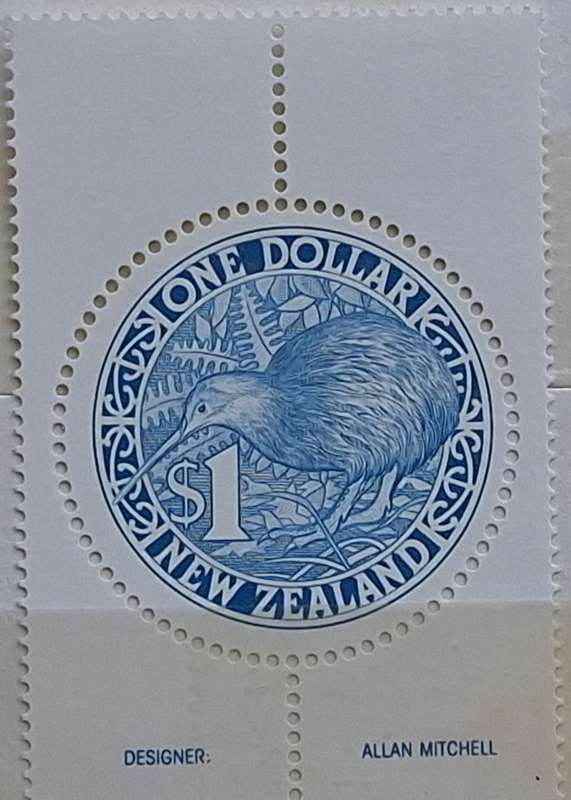 ONE DOLLAR
$1
NEW ZEALAND
DESIGNER: ALLAN MITCHELL